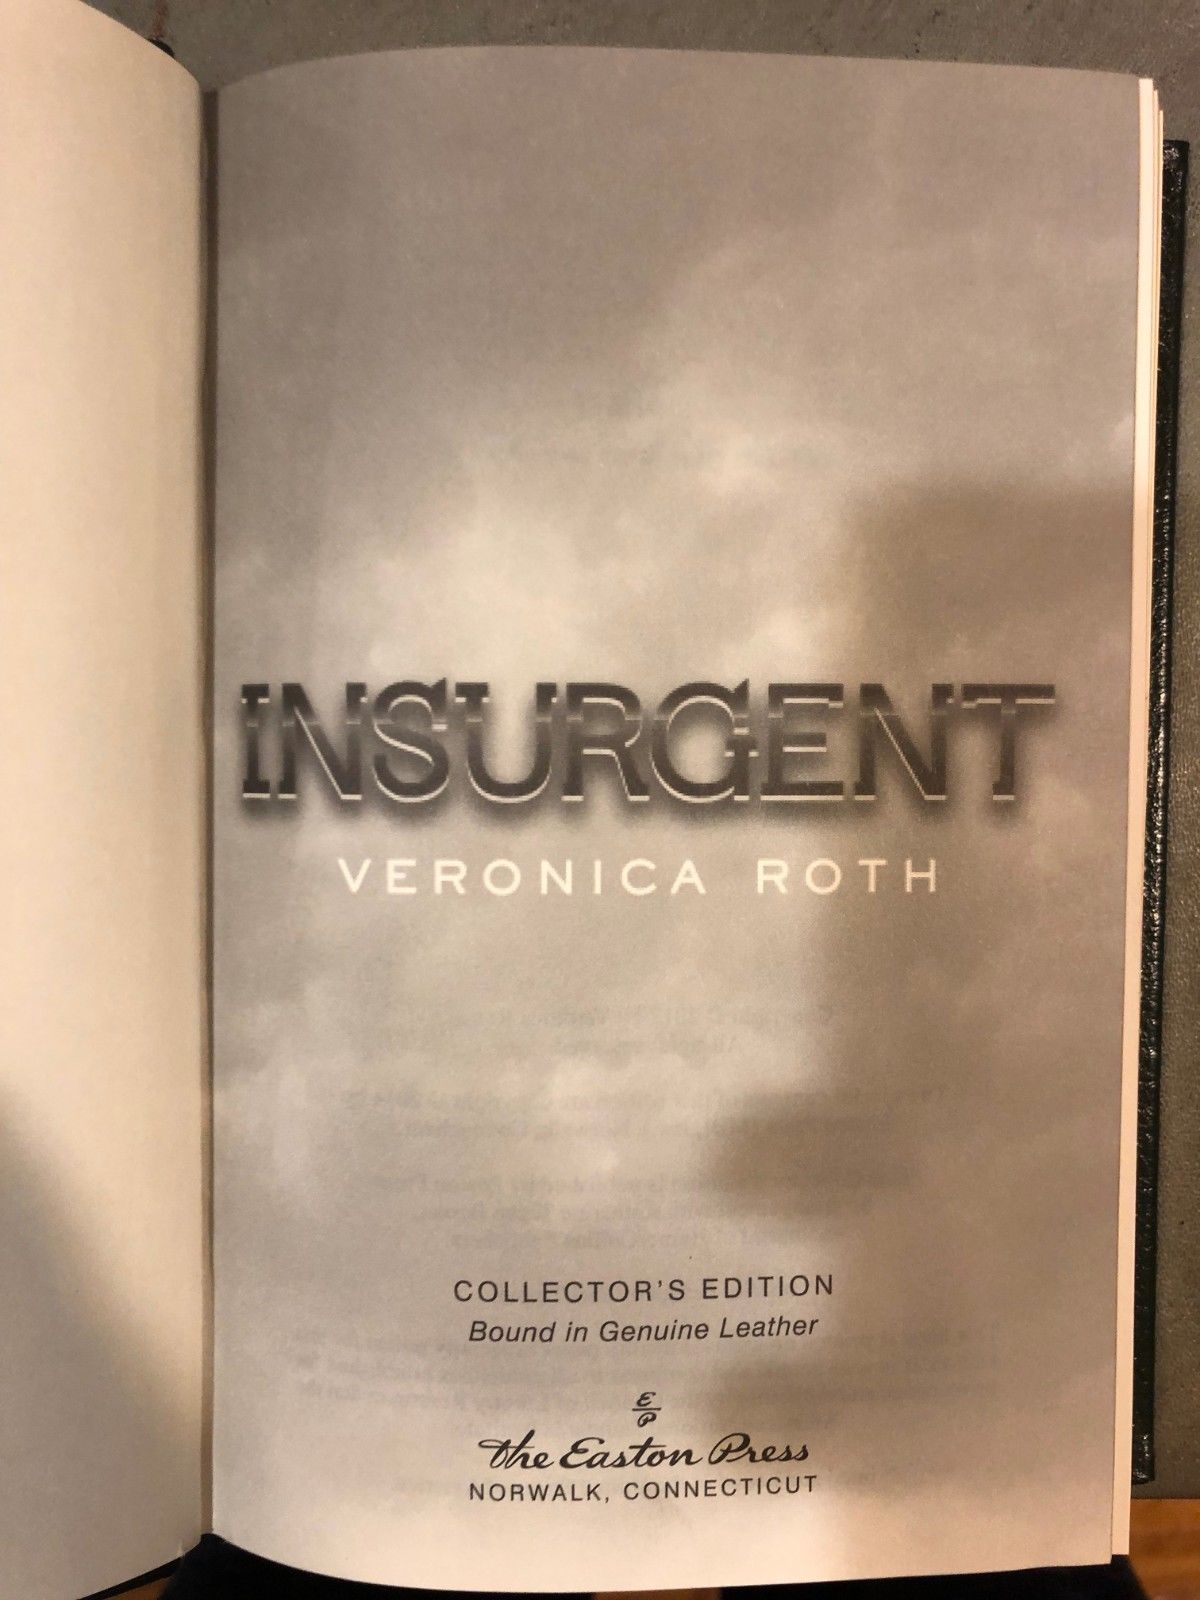 INSURGENT
VERONICA ROTH
COLLECTOR'S EDITION
Bound in Genuine Leather
E
P
The Easton Press
NORWALK, CONNECTICUT